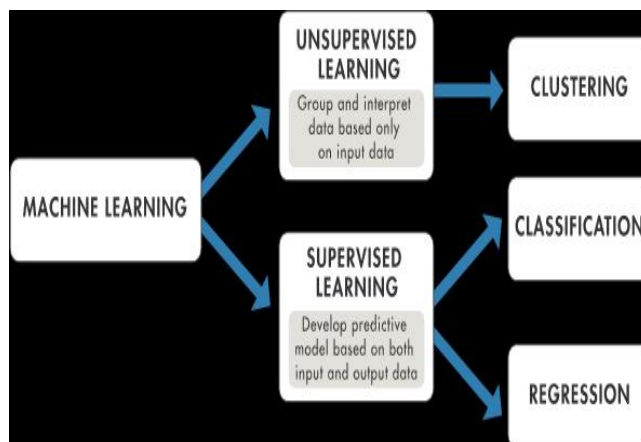 MACHINE LEARNING
UNSUPERVISED
LEARNING
Group and interpret
data based only
on input data
SUPERVISED
LEARNING
Develop predictive
model based on both
input and output data
CLUSTERING
CLASSIFICATION
REGRESSION